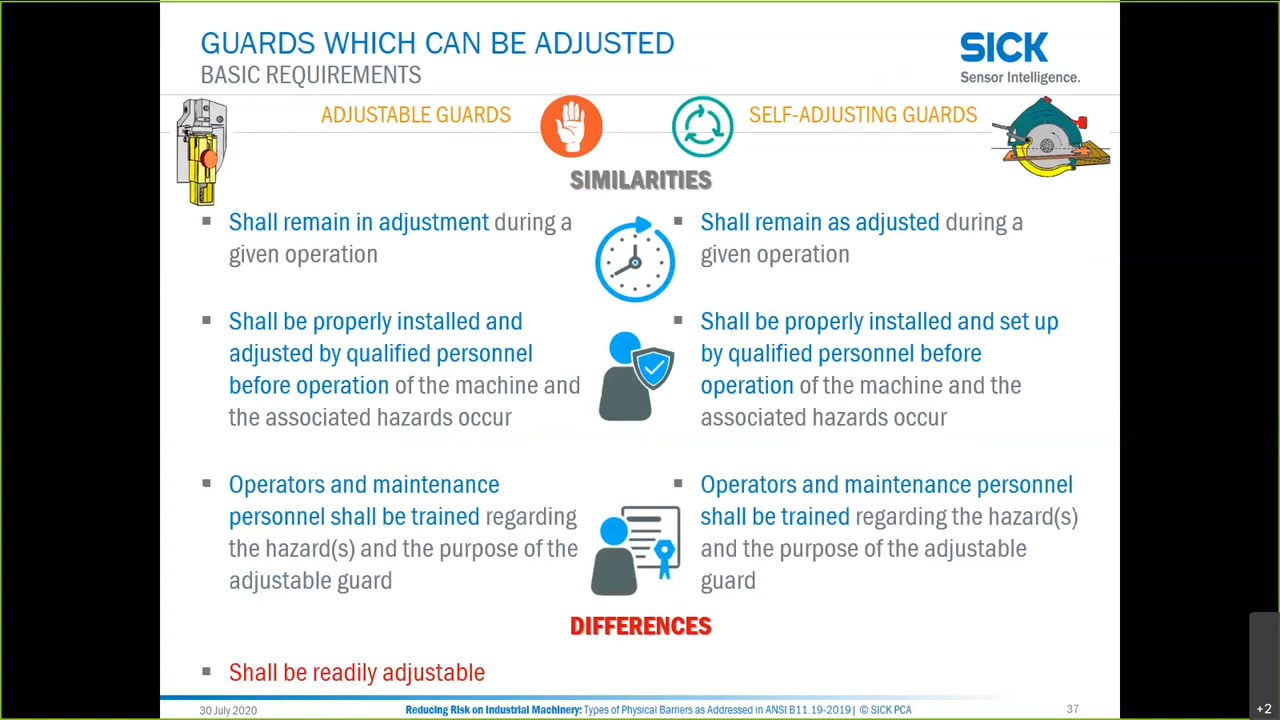 GUARDS WHICH CAN BE ADJUSTED
BASIC REQUIREMENTS
SICK
Sensor Intelligence.
ADJUSTABLE GUARDS
SELF-ADJUSTING GUARDS
SIMILARITIES
▪ Shall remain in adjustment during a
given operation
▪ Shall be properly installed and
adjusted by qualified personnel
before operation of the machine and
the associated hazards occur
▪ Operators and maintenance
personnel shall be trained regarding
the hazard(s) and the purpose of the
adjustable guard
▪ Shall remain as adjusted during a
given operation
▪ Shall be properly installed and set up
by qualified personnel before
operation of the machine and the
associated hazards occur
▪ Operators and maintenance personnel
shall be trained regarding the hazard(s)
and the purpose of the adjustable
guard
DIFFERENCES
▪ Shall be readily adjustable
30 July 2020
Reducing Risk on Industrial Machinery: Types of Physical Barriers as Addressed in ANSI B11.19-2019| © SICK PCA
37
+2